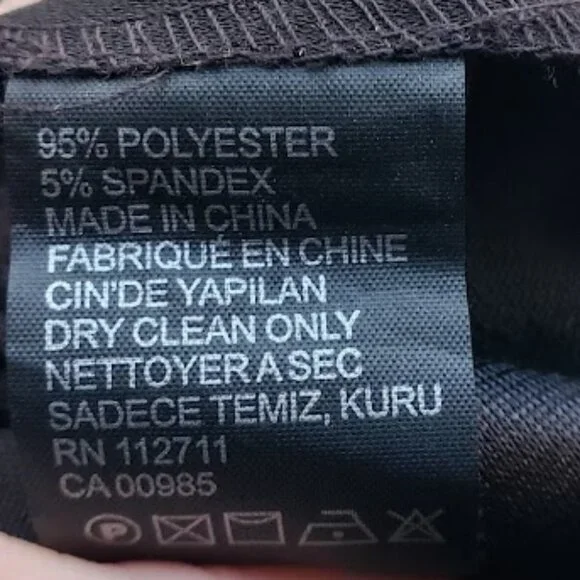 95% POLYESTER
5% SPANDEX
MADE IN CHINA
FABRIQUÉ EN CHINE
CIN'DE YAPILAN
DRY CLEAN ONLY
NETTOYER A SEC
SADECE TEMIZ, KURU
RN 112711
CA 00985
P